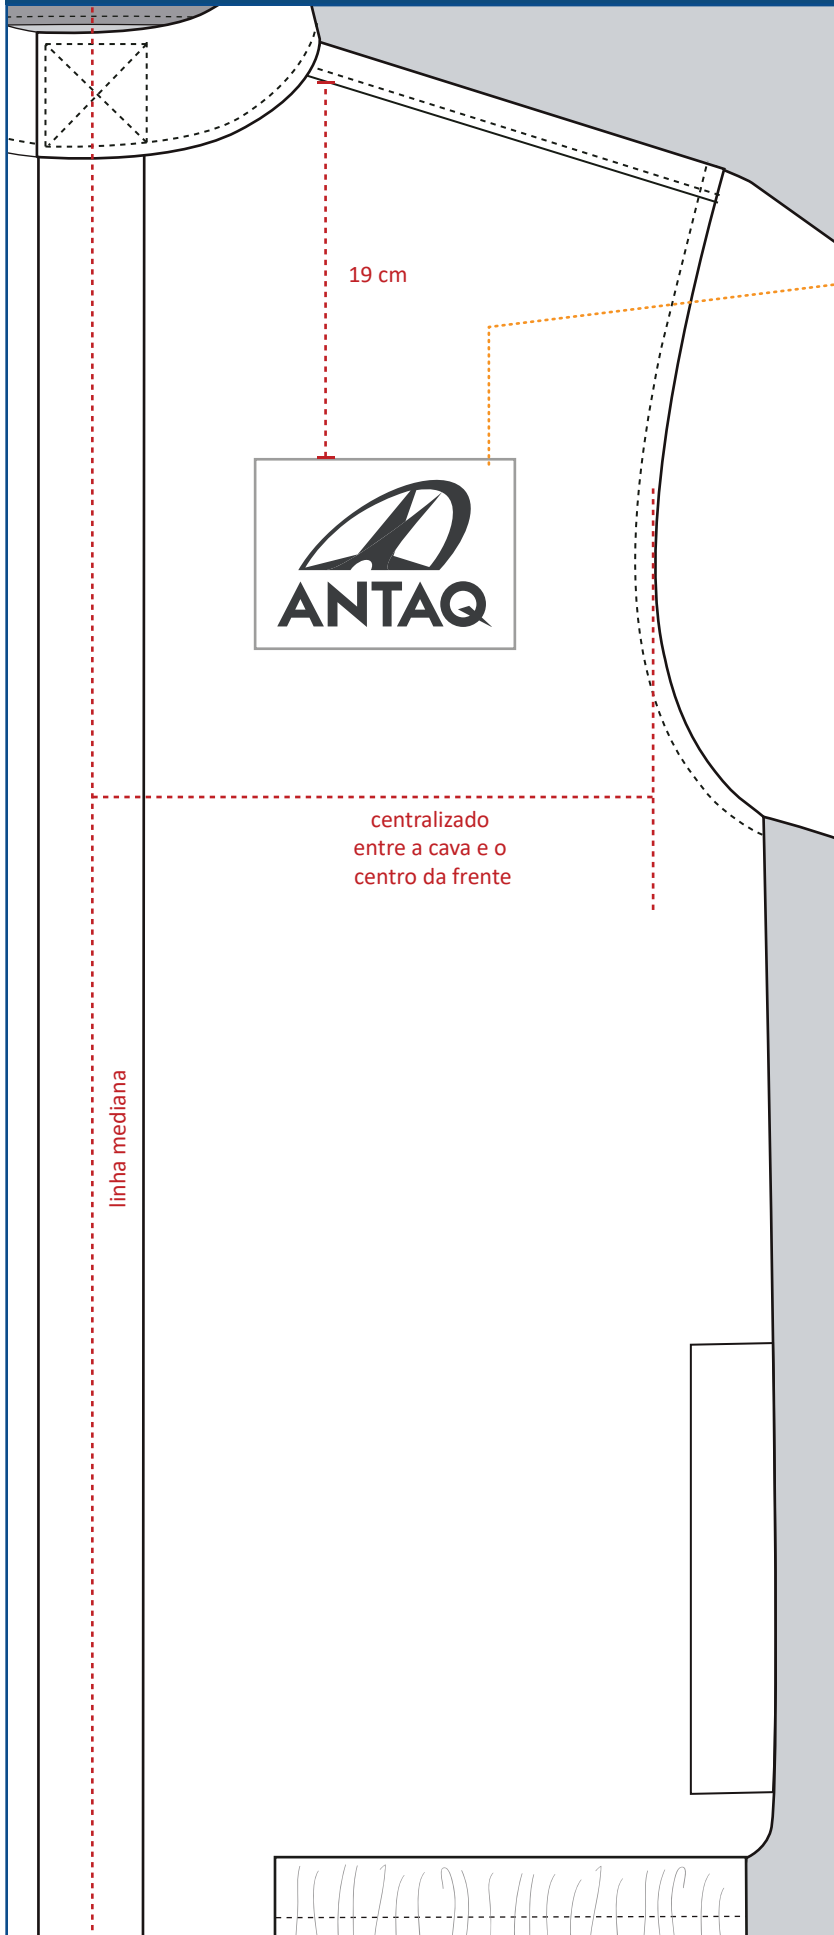 19 cm
ANTAQ
centralizado
entre a cava e o
centro da frente
linha mediana